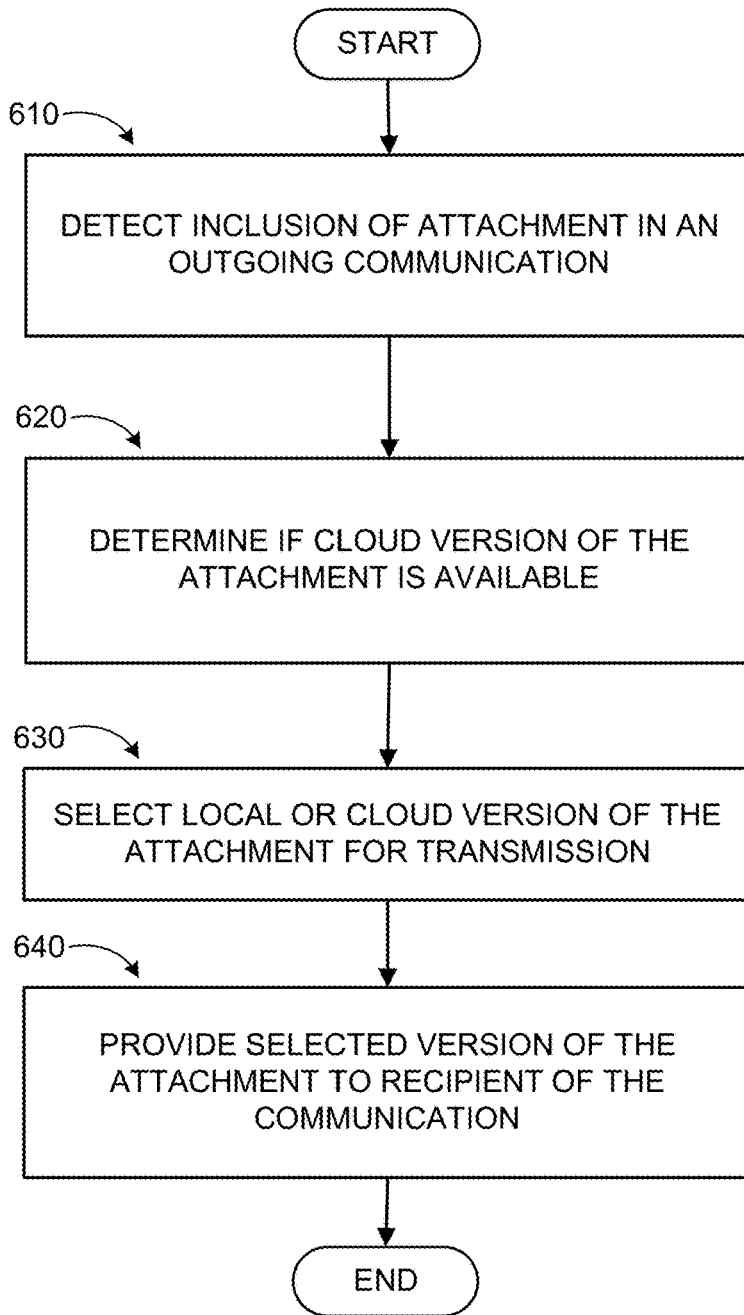 START
610
DETECT INCLUSION OF ATTACHMENT IN AN
OUTGOING COMMUNICATION
620
DETERMINE IF CLOUD VERSION OF THE
ATTACHMENT IS AVAILABLE
630
SELECT LOCAL OR CLOUD VERSION OF THE
ATTACHMENT FOR TRANSMISSION
640
PROVIDE SELECTED VERSION OF THE
ATTACHMENT TO RECIPIENT OF THE
COMMUNICATION
END